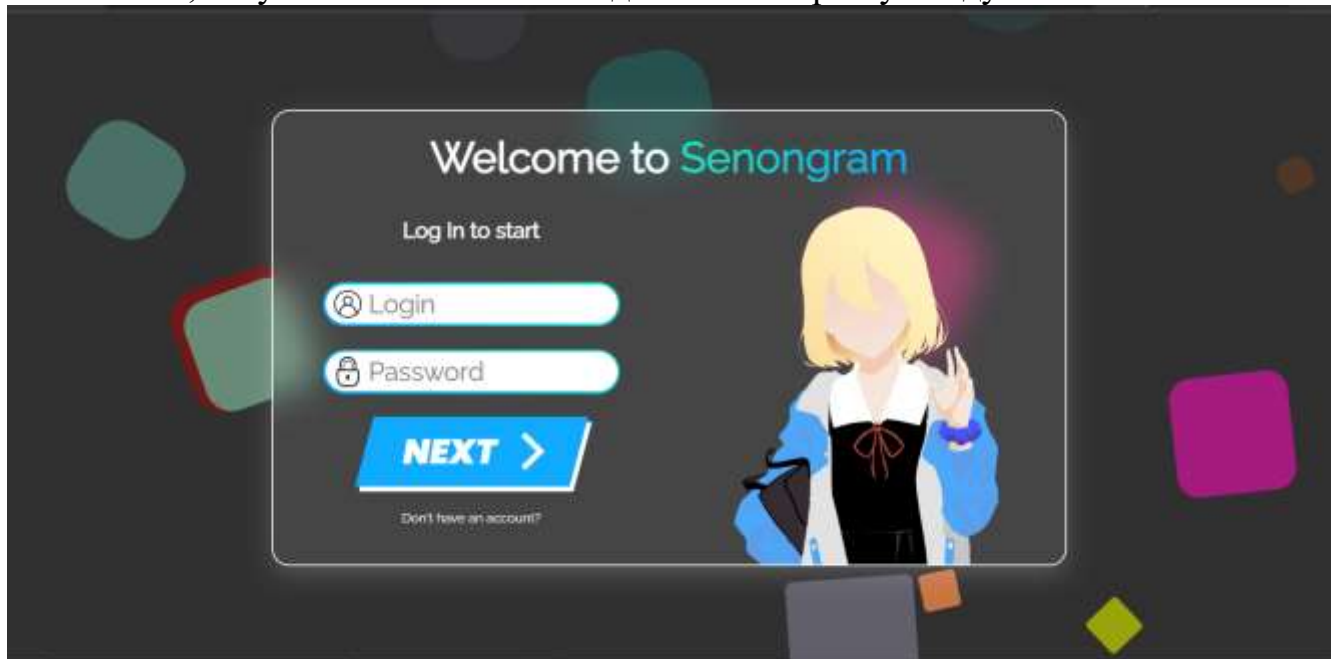 Welcome to Senongram
Log In to start
Login
Password
NEXT
Don't have an account?